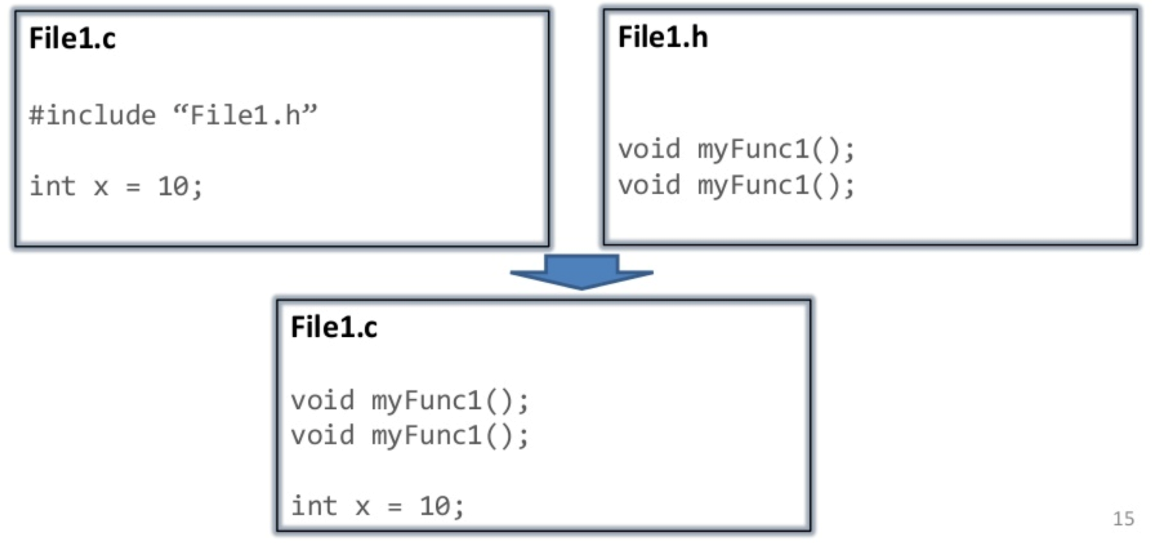 File1.c
#include “File1.h”
int x = 10;
File1.h
void myFunc1();
void myFunc1();
File1.c
void myFunc1();
void myFunc1();
int x = 10;
15